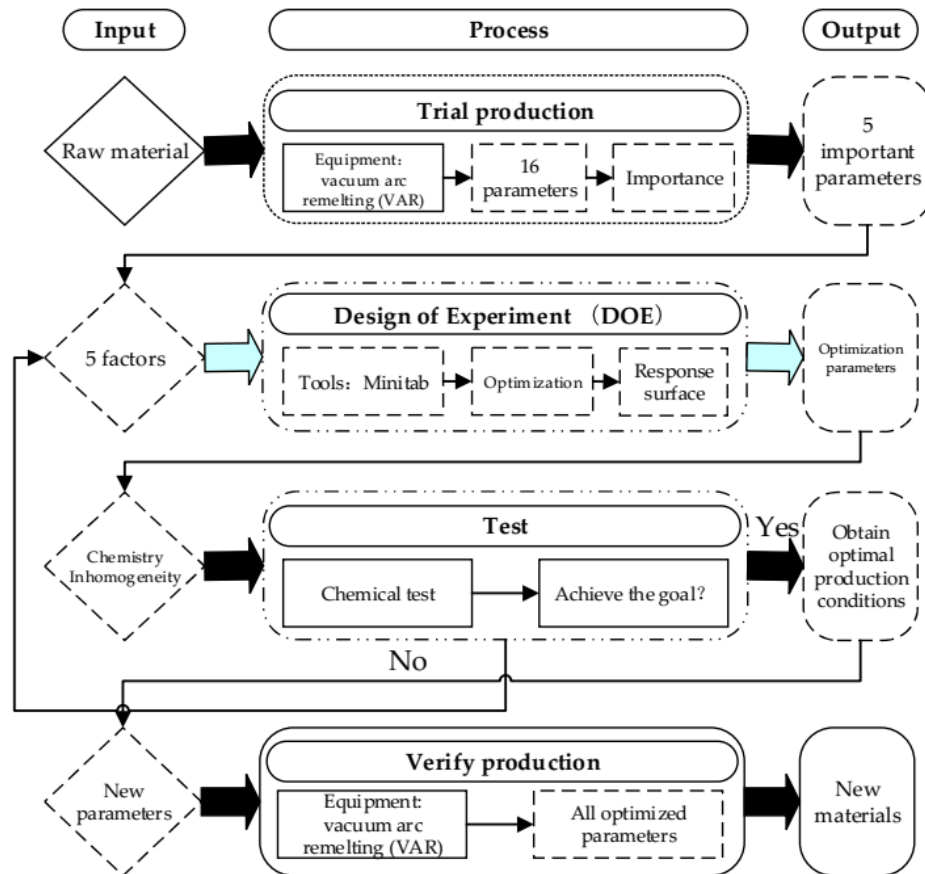 Input
Process
Output
Raw material
Trial production
Equipment:
vacuum arc
remelting (VAR)
16
parameters
Importance
5
important
parameters
5 factors
Design of Experiment （DOE）
Tools: Minitab
Optimization
Response
surface
Optimization
parameters
Chemistry
Inhomogeneity
Test
Chemical test
Achieve the goal?
Yes
Obtain
optimal
production
conditions
No
New
parameters
Verify production
Equipment:
vacuum arc
remelting (VAR)
All optimized
parameters
New
materials